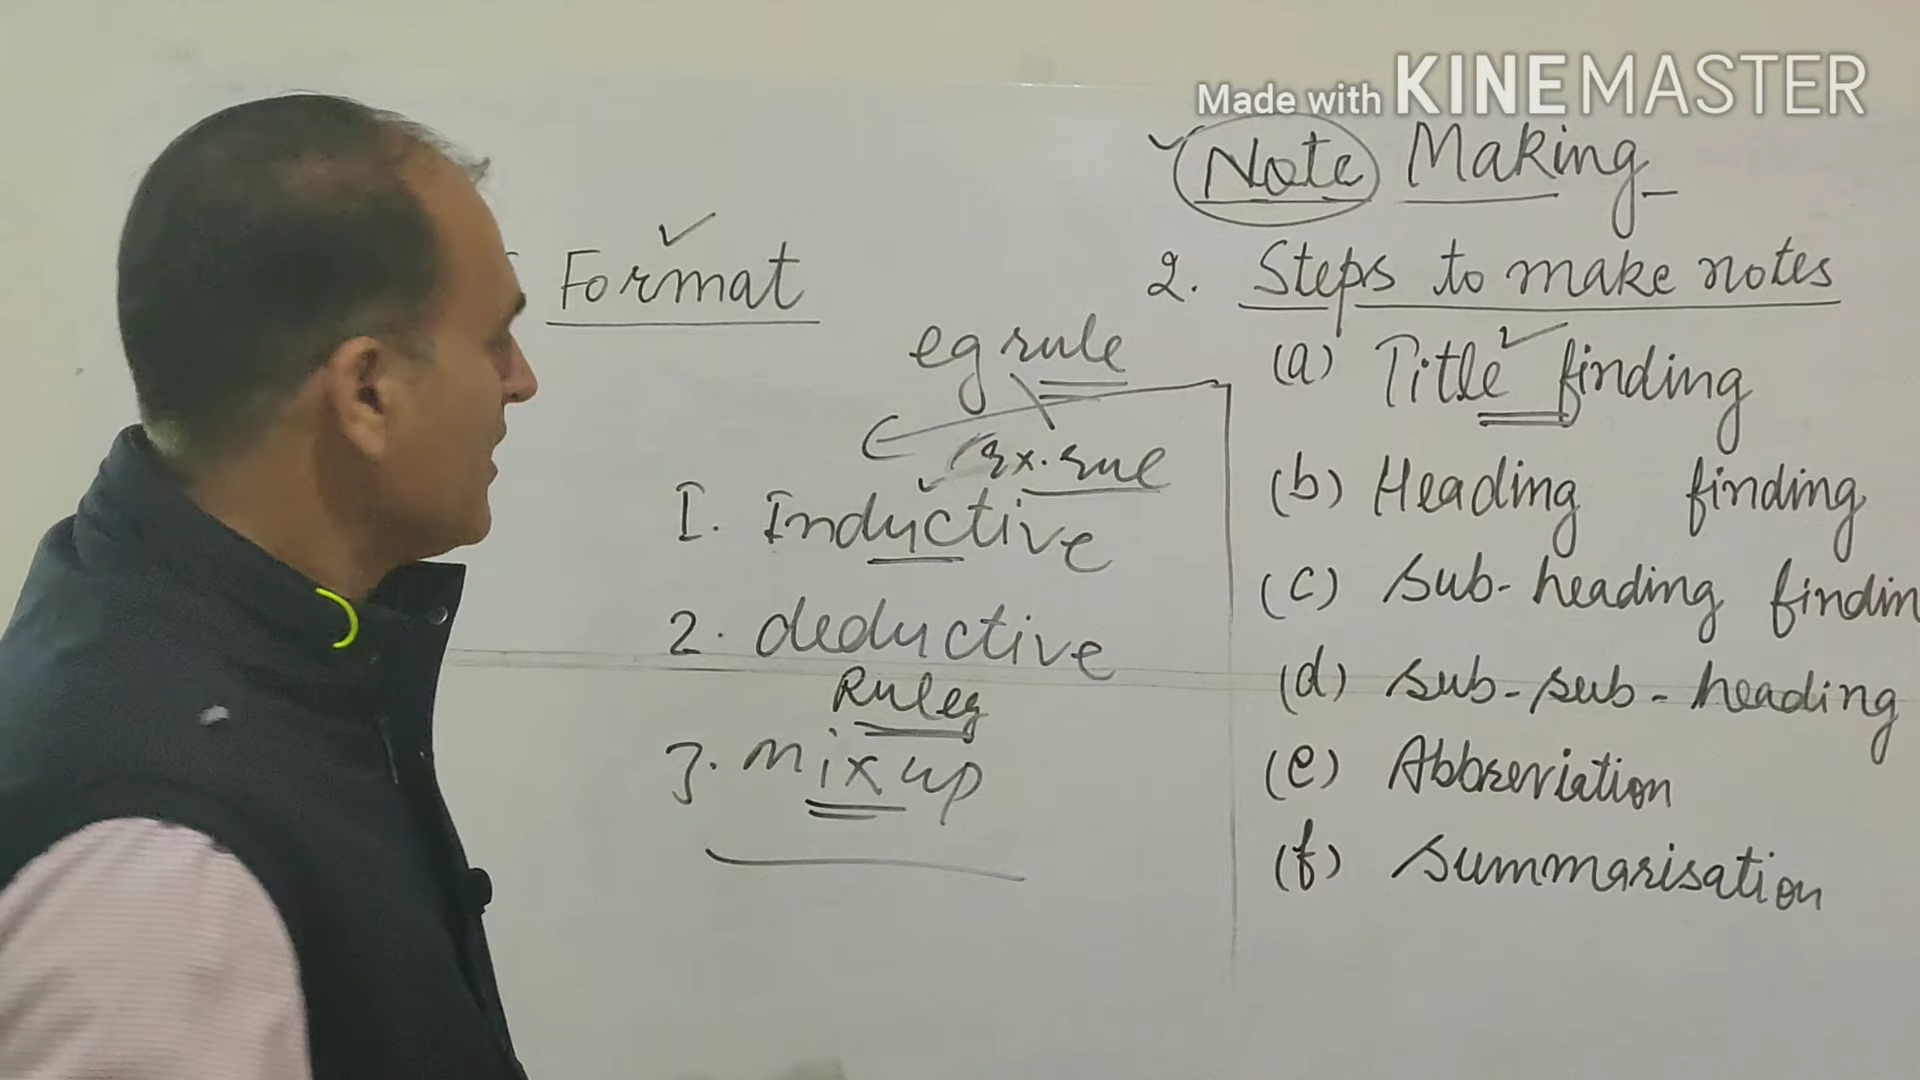 Made with KINEMASTER
Note Making
Format
eg rule
ex. rule
I. Inductive
2. deductive
Ruleg
3. mix up
2. Steps to make notes
(a) Title finding
(b) Heading finding
(c) sub-heading findin
(d) sub-sub-heading
(e) Abbreviation
(f) summarisation